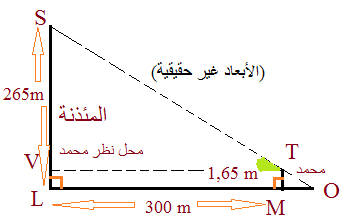 S
(الأبعاد غير حقيقية)
265m
المئذنة
محل نظر محمد
T
V
محمد
1,65 m
L
M
O
300 m